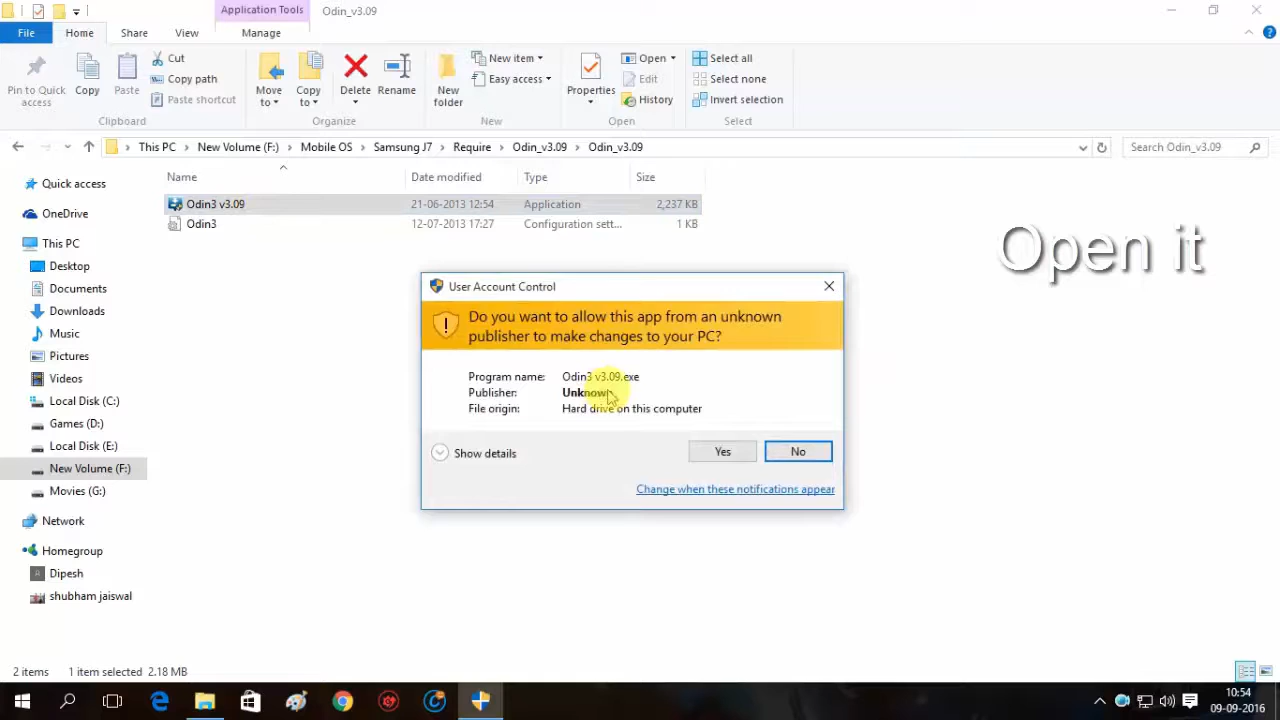 Application Tools
Odin_v3.09
File
Home
Share
View
Manage
Pin to Quick
access
Copy
Paste
Cut
Copy path
Paste shortcut
Clipboard
Move
to
Copy
to
Delete
Rename
Organize
New
folder
New item
Easy access
New
Properties
Open
Edit
History
Open
Select all
Select none
Invert selection
Select
This PC
New Volume (F:)
Mobile OS
Samsung J7
Require
Odin_v3.09
Odin_v3.09
Search Odin_v3.09
Name
Date modified
Type
Size
Odin3 v3.09
21-06-2013 12:54
Application
2,237 KB
Odin3
12-07-2013 17:27
Configuration sett...
1 KB
Quick access
OneDrive
This PC
Desktop
Documents
Downloads
Music
Pictures
Videos
Local Disk (C:)
Games (D:)
Local Disk (E:)
New Volume (F:)
Movies (G:)
Network
Homegroup
Dipesh
shubham jaiswal
Open it
User Account Control
Do you want to allow this app from an unknown
publisher to make changes to your PC?
Program name: Odin3 v3.09.exe
Publisher: Unknown
File origin: Hard drive on this computer
Show details
Yes
No
Change when these notifications appear
2 items
1 item selected 2.18 MB
10:54
09-09-2016